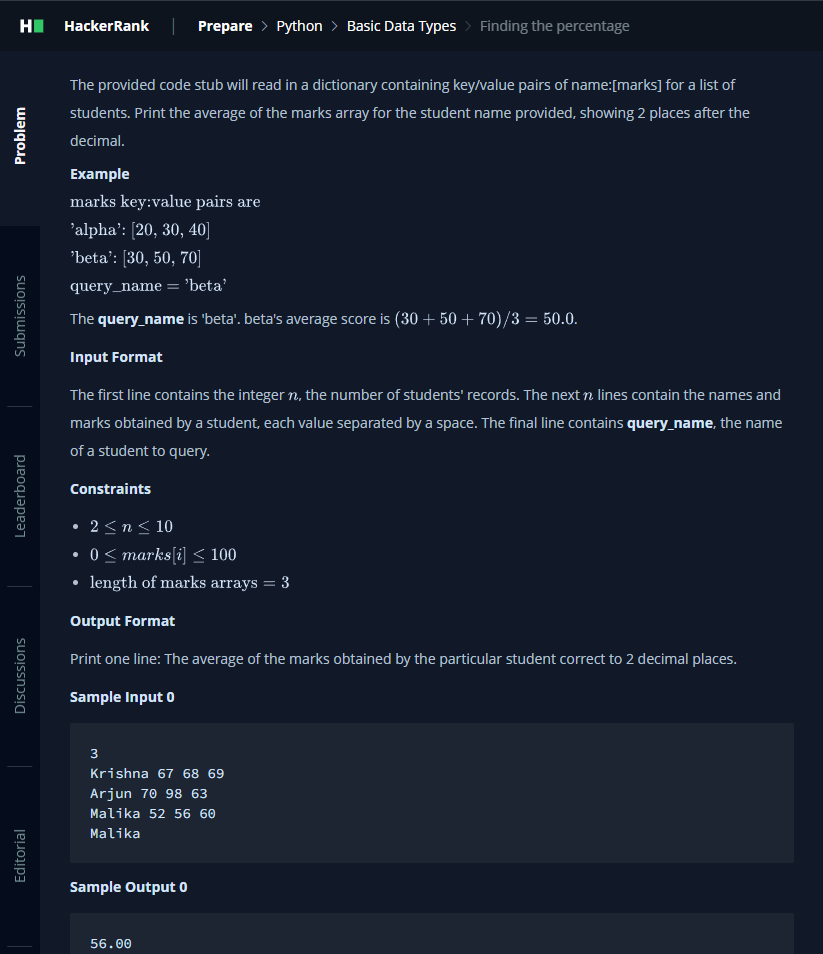 H HackerRank | Prepare > Python > Basic Data Types > Finding the percentage
Problem
Submissions
Leaderboard
Discussions
Editorial
The provided code stub will read in a dictionary containing key/value pairs of name:[marks] for a list of
students. Print the average of the marks array for the student name provided, showing 2 places after the
decimal.
Example
marks key:value pairs are
'alpha': [20, 30, 40]
'beta': [30, 50, 70]
query_name = 'beta'
The query_name is 'beta'. beta's average score is (30 + 50 + 70)/3 = 50.0.
Input Format
The first line contains the integer n, the number of students' records. The next n lines contain the names and
marks obtained by a student, each value separated by a space. The final line contains query_name, the name
of a student to query.
Constraints
• 2 ≤ n ≤ 10
• 0 ≤ marks[i] ≤ 100
• length of marks arrays = 3
Output Format
Print one line: The average of the marks obtained by the particular student correct to 2 decimal places.
Sample Input 0
3
Krishna 67 68 69
Arjun 70 98 63
Malika 52 56 60
Malika
Sample Output 0
56.00